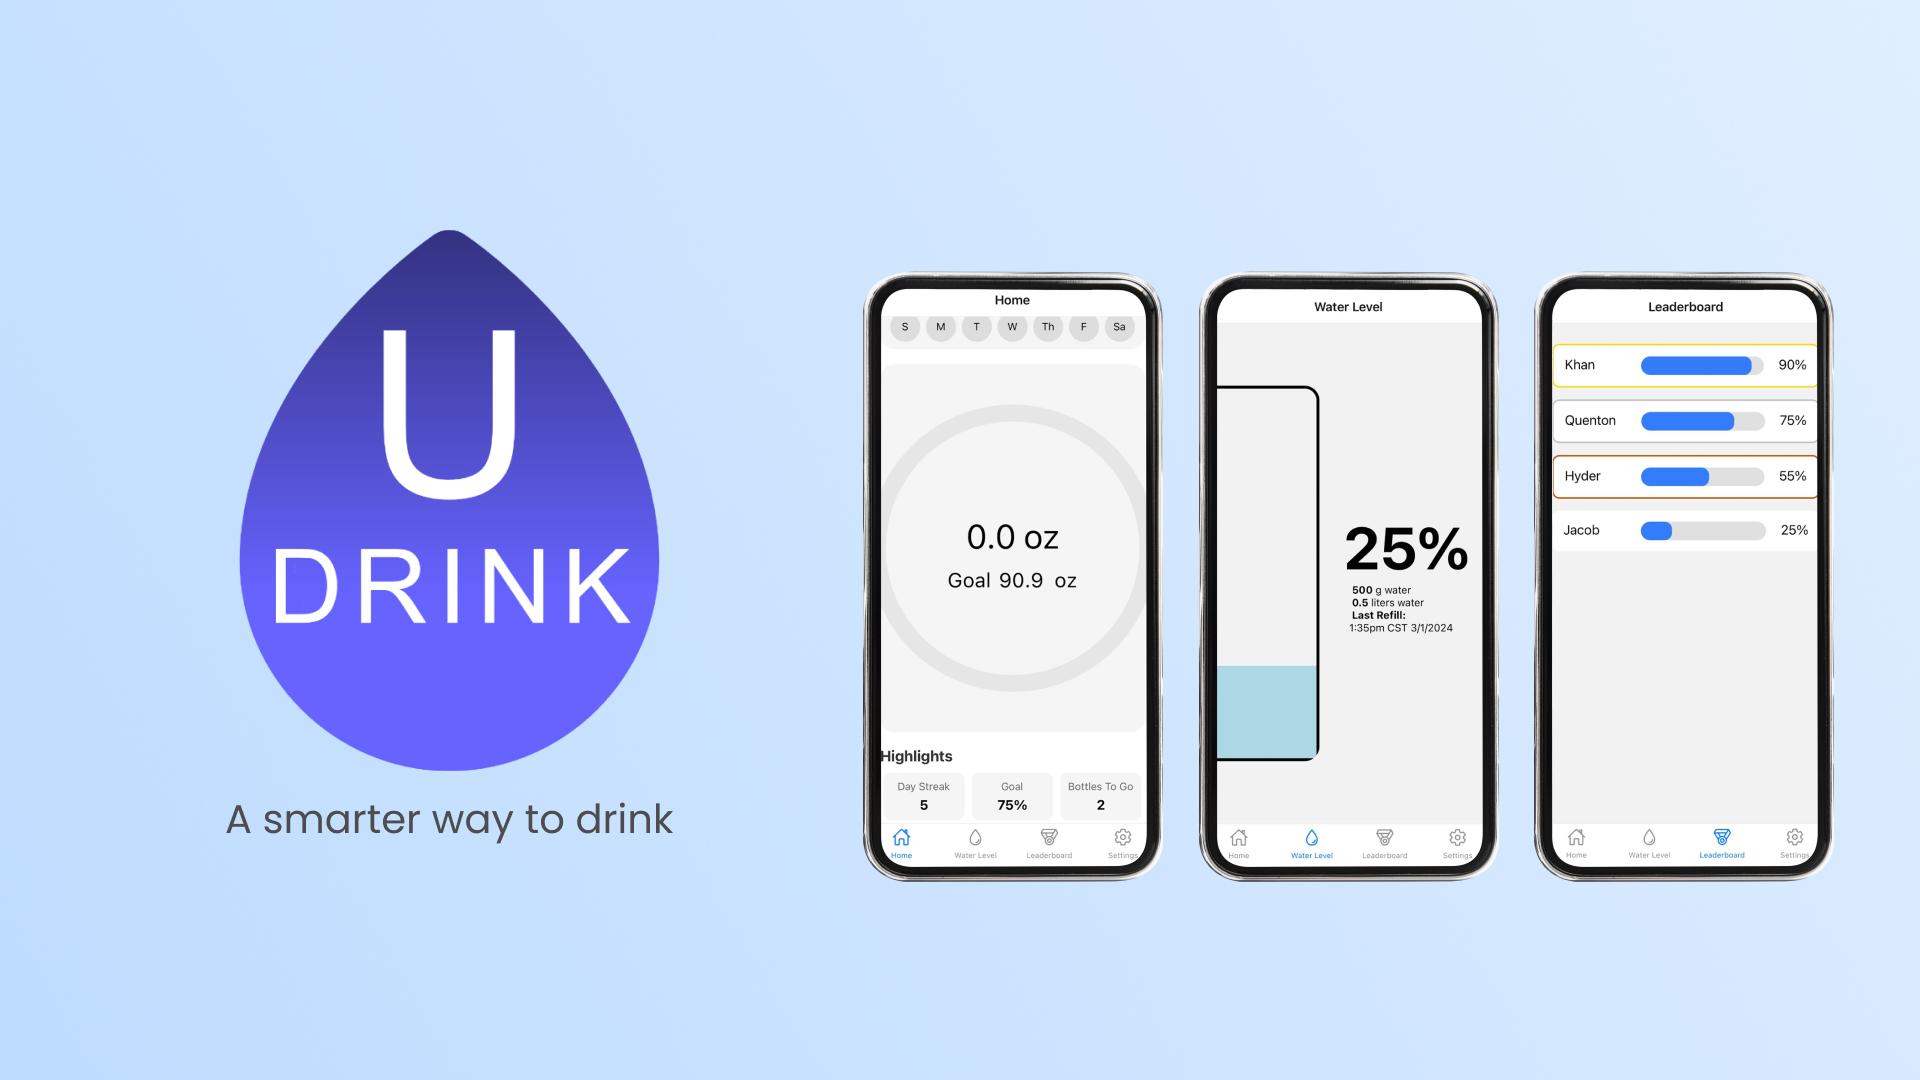 U
DRINK
A smarter way to drink
Home
S M T W Th F Sa
0.0 oz
Goal 90.9 oz
Highlights
Day Streak
5
Goal
75%
Bottles To Go
2
Home Water Level Leaderboard Settings
Water Level
25%
500 g water
0.5 liters water
Last Refill:
1:35pm CST 3/1/2024
Home Water Level Leaderboard Settings
Leaderboard
Khan 90%
Quenton 75%
Hyder 55%
Jacob 25%
Home Water Level Leaderboard Settings